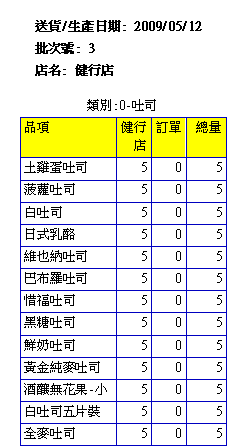 送貨/生產日期: 2009/05/12
批次號: 3
店名: 健行店
類別:0-吐司
品項 健行店 訂單 總量
土雞蛋吐司 5 0 5
菠蘿吐司 5 0 5
白吐司 5 0 5
日式乳酪 5 0 5
維也納吐司 5 0 5
巴布羅吐司 5 0 5
惜福吐司 5 0 5
黑糖吐司 5 0 5
鮮奶吐司 5 0 5
黃金純麥吐司 5 0 5
酒釀無花果-小 5 0 5
白吐司五片裝 5 0 5
全麥吐司 5 0 5